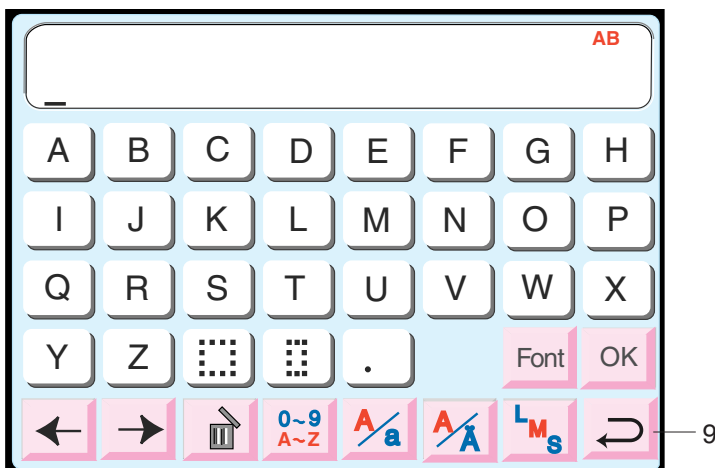 AB
_
A B C D E F G H
I J K L M N O P
Q R S T U V W X
Y Z . Font OK
0~9 A~Z A/a A/Ä L M S 9